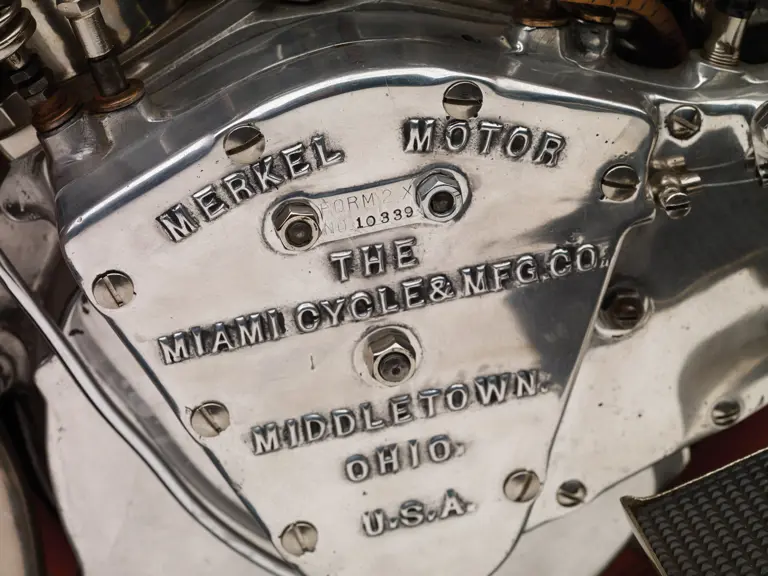 MERKEL MOTOR
FORM 2 X
NO. 10339
THE
MIAMI CYCLE & MFG. CO.
MIDDLETOWN.
OHIO.
U.S.A.